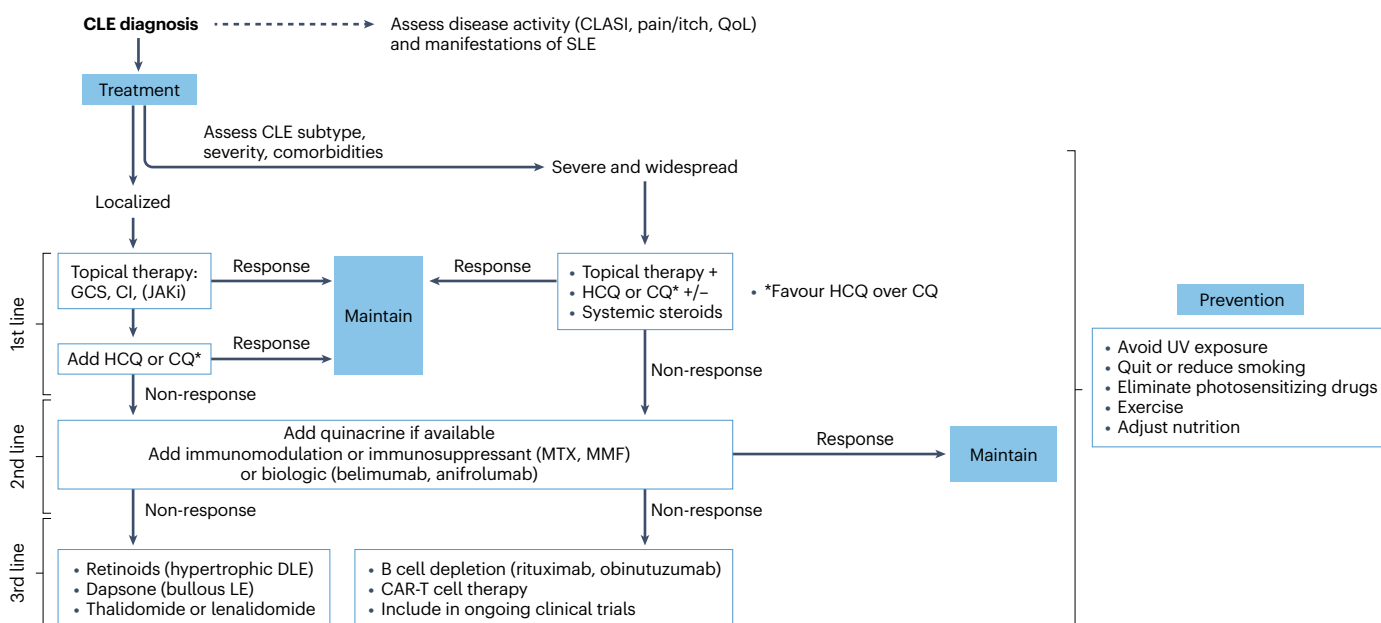 CLE diagnosis
Assess disease activity (CLASI, pain/itch, QoL)
and manifestations of SLE
Treatment
Assess CLE subtype,
severity, comorbidities
Severe and widespread
Localized
1st line
Topical therapy:
GCS, CI, (JAKi)
Response
Maintain
Response
• Topical therapy +
• HCQ or CQ* +/–
• Systemic steroids
• *Favour HCQ over CQ
Add HCQ or CQ*
Response
Non-response
Non-response
2nd line
Add quinacrine if available
Add immunomodulation or immunosuppressant (MTX, MMF)
or biologic (belimumab, anifrolumab)
Response
Maintain
Non-response
Non-response
3rd line
• Retinoids (hypertrophic DLE)
• Dapsone (bullous LE)
• Thalidomide or lenalidomide
• B cell depletion (rituximab, obinutuzumab)
• CAR-T cell therapy
• Include in ongoing clinical trials
Prevention
• Avoid UV exposure
• Quit or reduce smoking
• Eliminate photosensitizing drugs
• Exercise
• Adjust nutrition